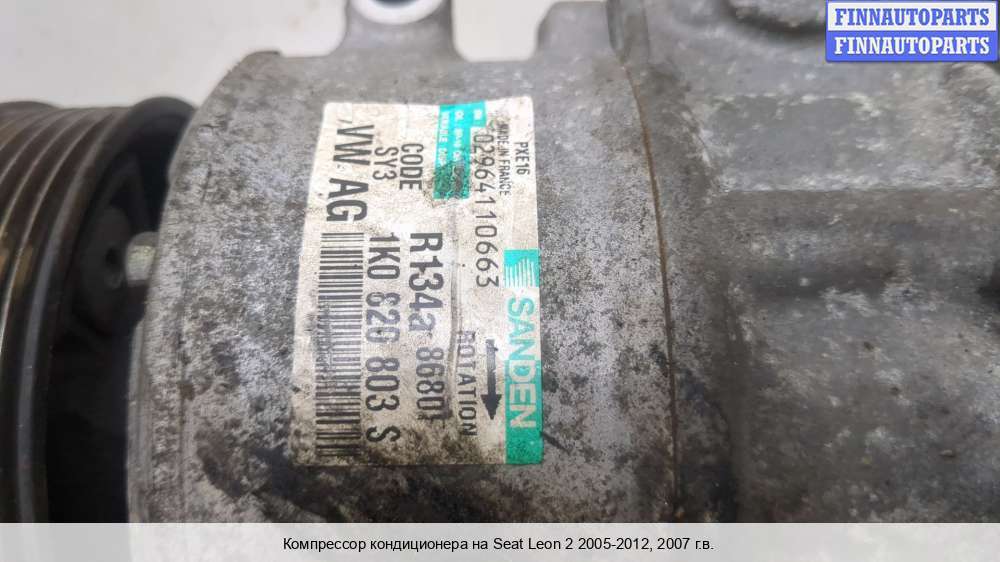 FINNAUTOPARTS
FINNAUTOPARTS
SANDEN
PXE16
MADE IN FRANCE
02964110663
ROTATION
CODE
SY3
R134a 8680T
VW AG
1K0 820 803 S
Компрессор кондиционера на Seat Leon 2 2005-2012, 2007 г.в.